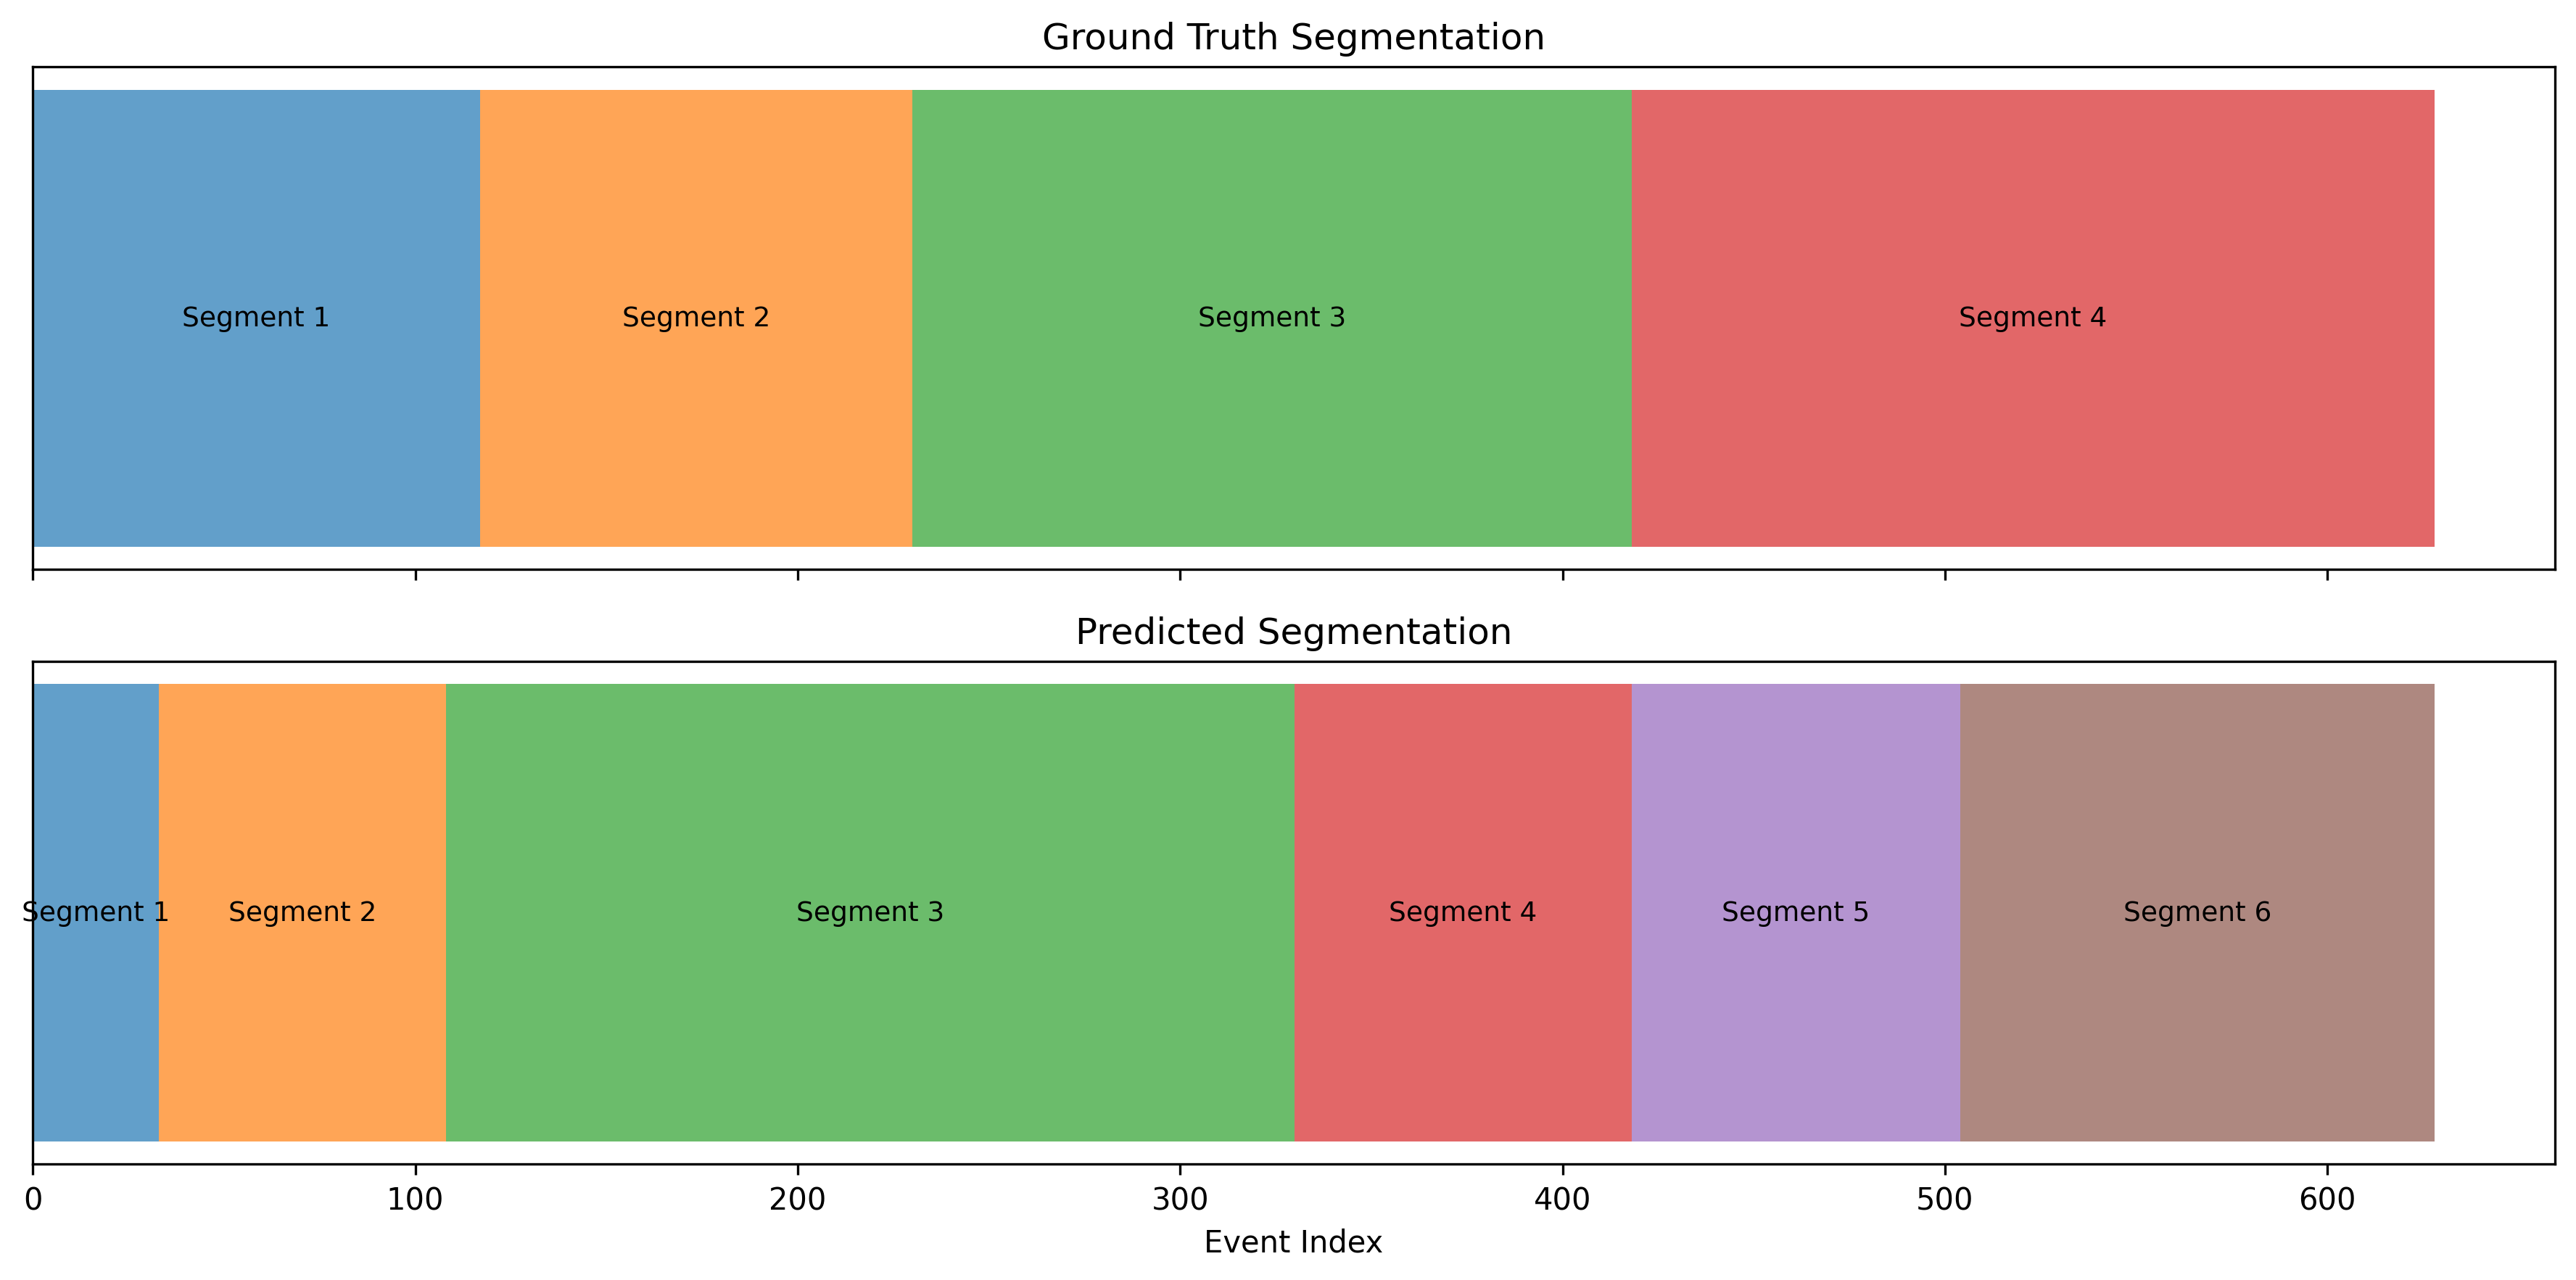 Ground Truth Segmentation
Segment 1 Segment 2 Segment 3 Segment 4
Predicted Segmentation
Segment 1 Segment 2 Segment 3 Segment 4 Segment 5 Segment 6
0 100 200 300 400 500 600
Event Index